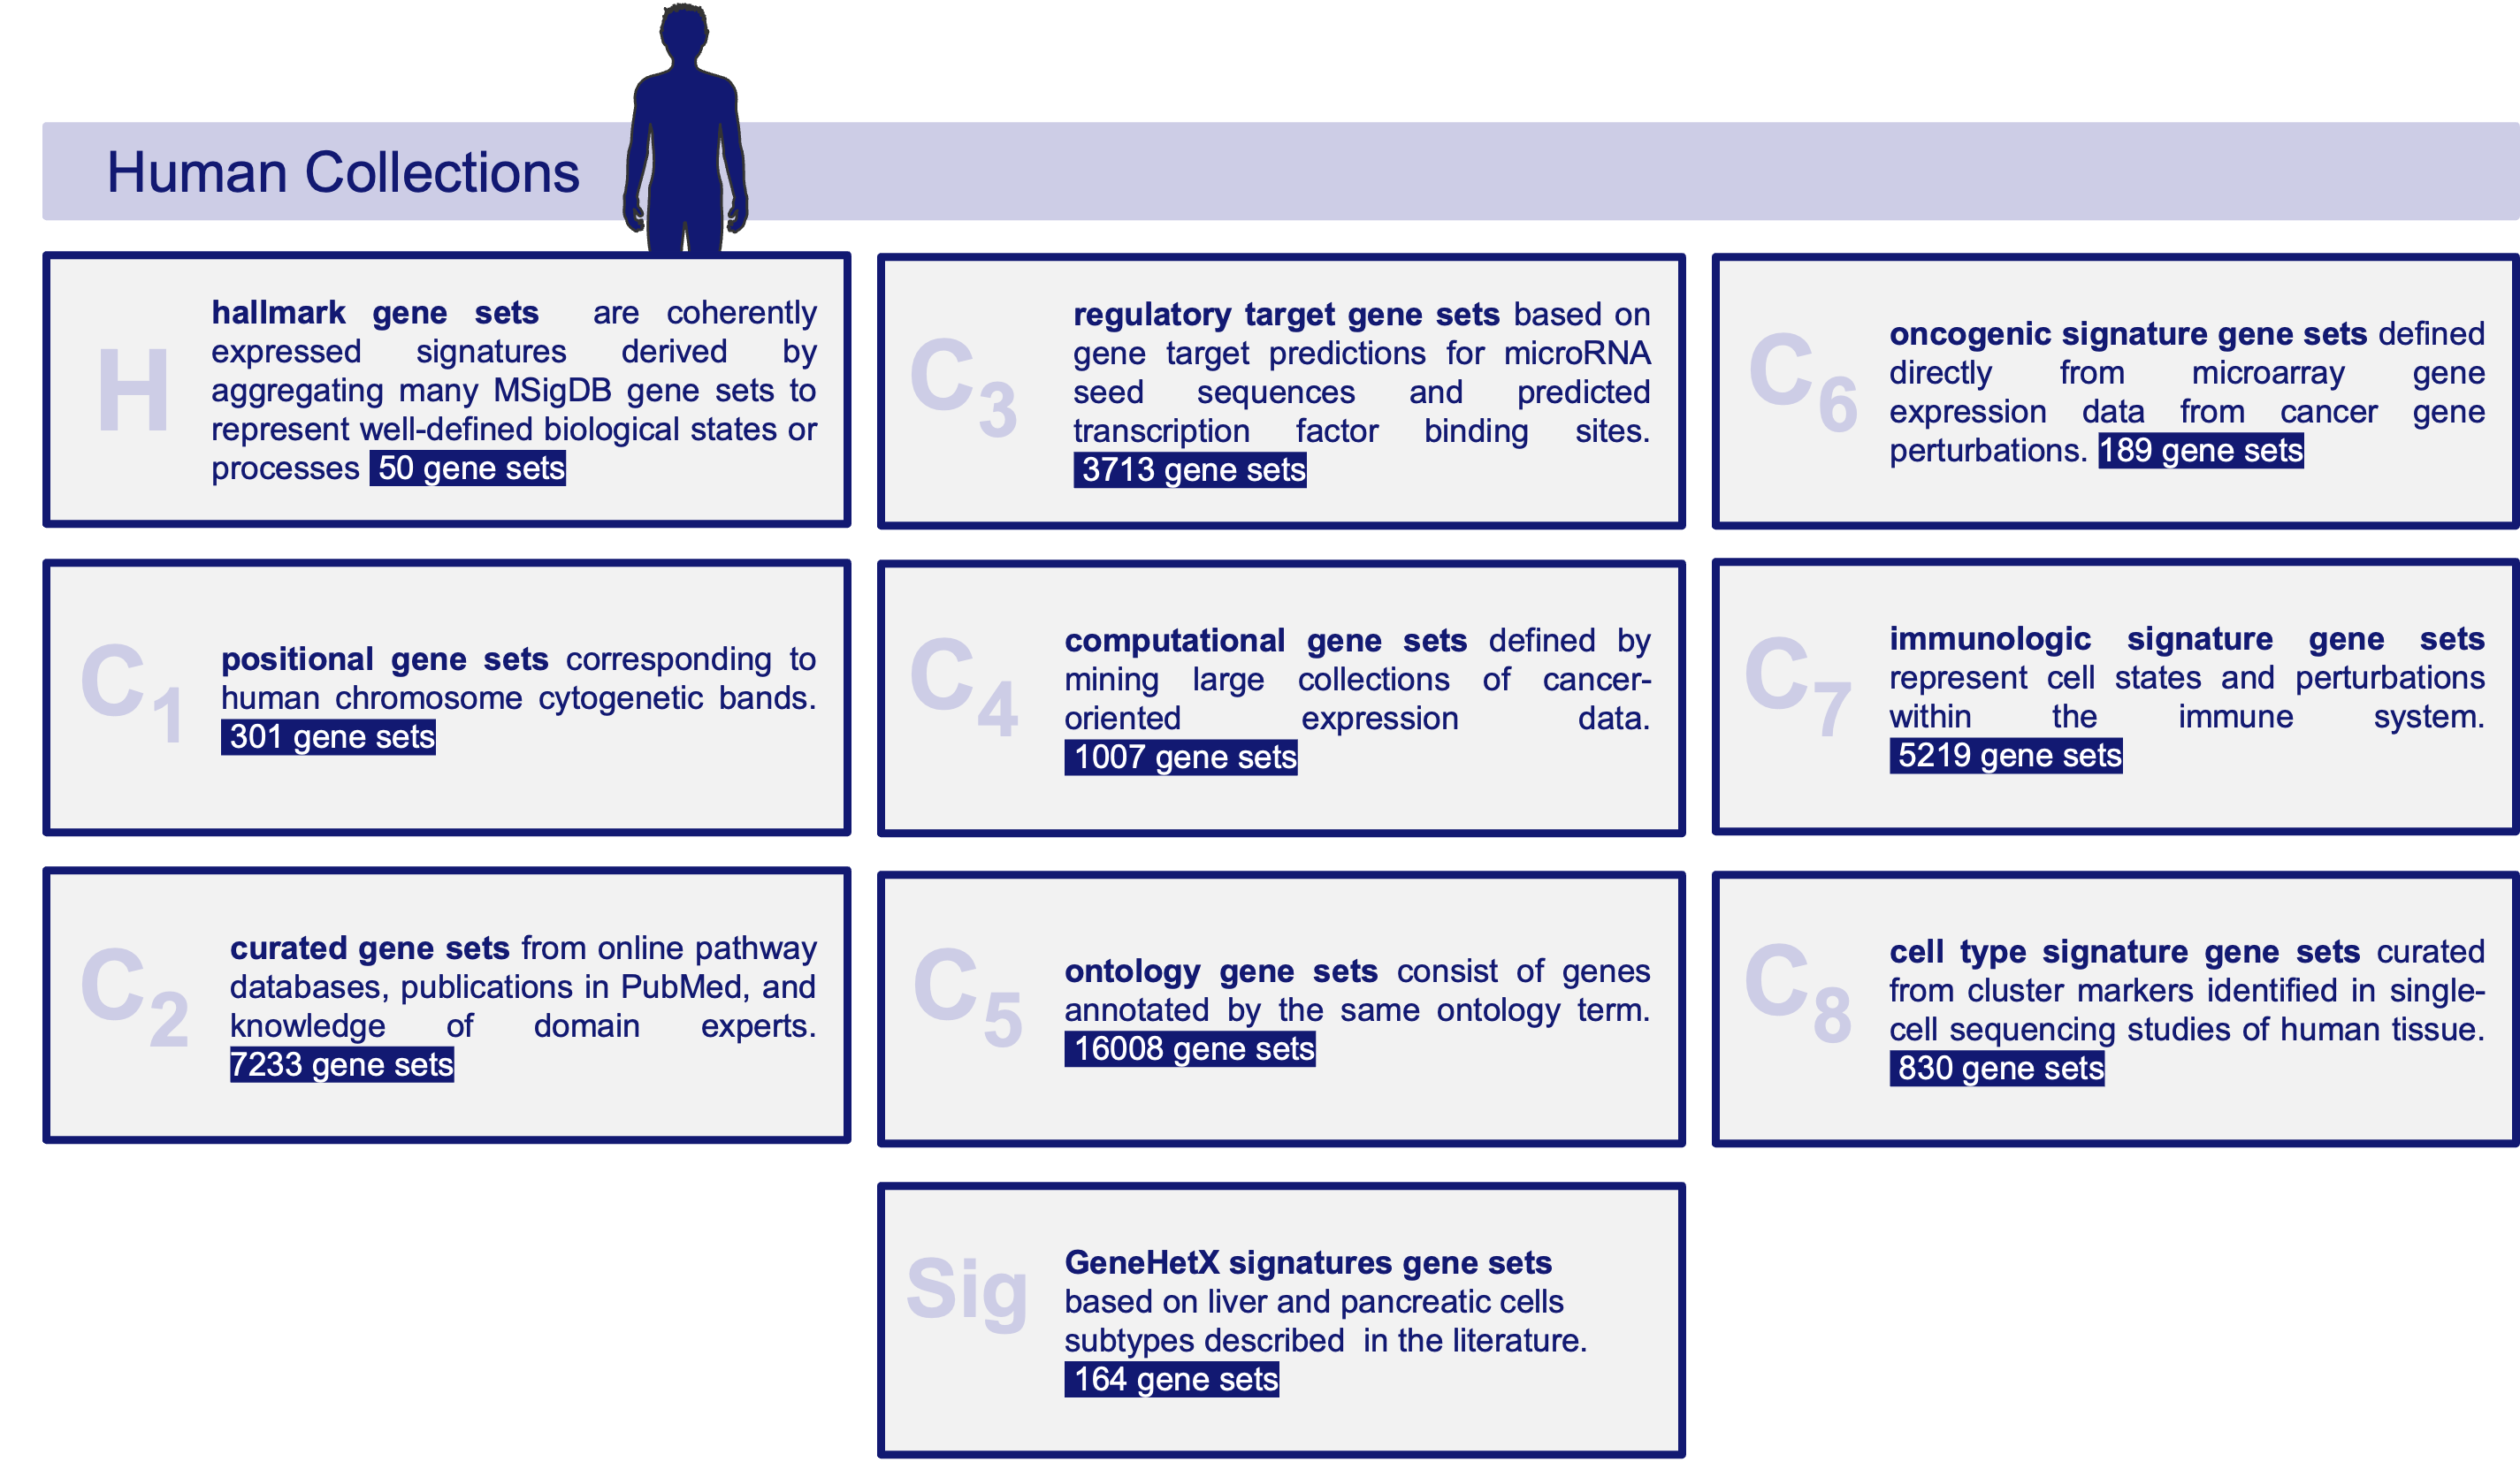 Human Collections
H
hallmark gene sets are coherently
expressed signatures derived by
aggregating many MSigDB gene sets to
represent well-defined biological states or
processes 50 gene sets
C1
positional gene sets corresponding to
human chromosome cytogenetic bands.
301 gene sets
C2
curated gene sets from online pathway
databases, publications in PubMed, and
knowledge of domain experts.
7233 gene sets
C3
regulatory target gene sets based on
gene target predictions for microRNA
seed sequences and predicted
transcription factor binding sites.
3713 gene sets
C4
computational gene sets defined by
mining large collections of cancer-
oriented expression data.
1007 gene sets
C5
ontology gene sets consist of genes
annotated by the same ontology term.
16008 gene sets
C6
oncogenic signature gene sets defined
directly from microarray gene
expression data from cancer gene
perturbations. 189 gene sets
C7
immunologic signature gene sets
represent cell states and perturbations
within the immune system.
5219 gene sets
C8
cell type signature gene sets curated
from cluster markers identified in single-
cell sequencing studies of human tissue.
830 gene sets
Sig
GeneHetX signatures gene sets
based on liver and pancreatic cells
subtypes described in the literature.
164 gene sets